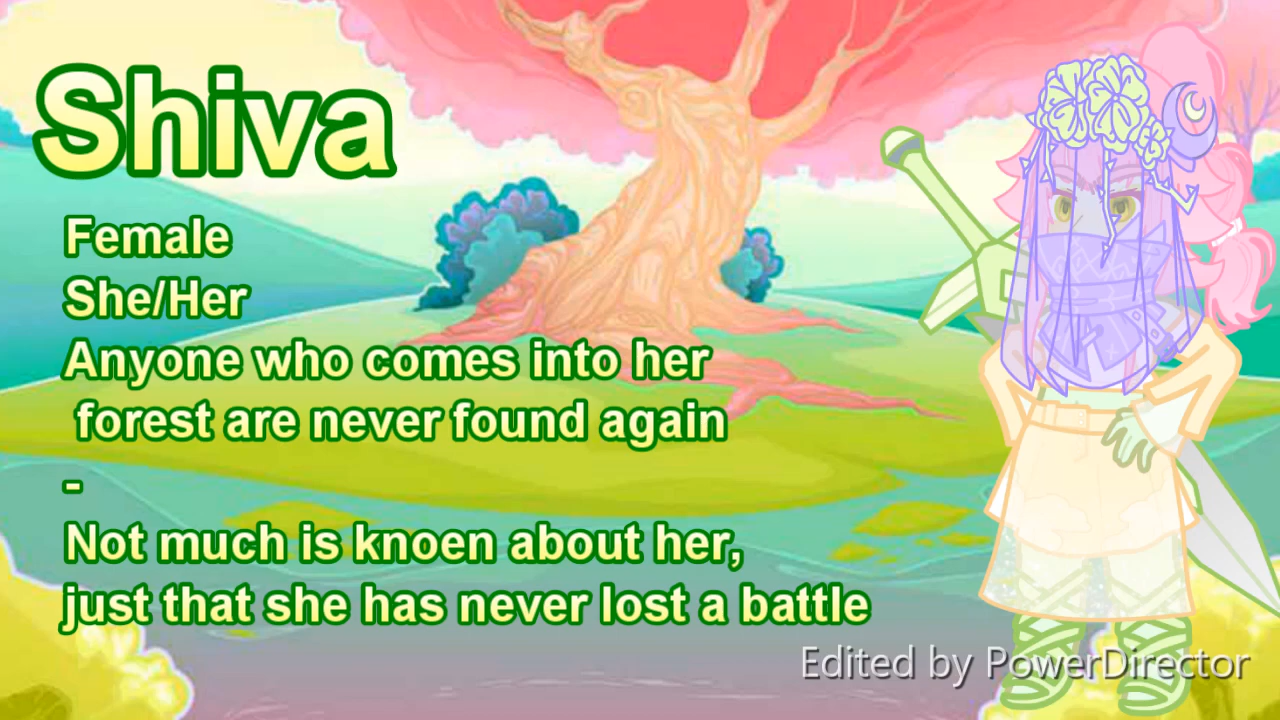 Shiva
Female
She/Her
Anyone who comes into her
forest are never found again
-
Not much is knoen about her,
just that she has never lost a battle
Edited by PowerDirector